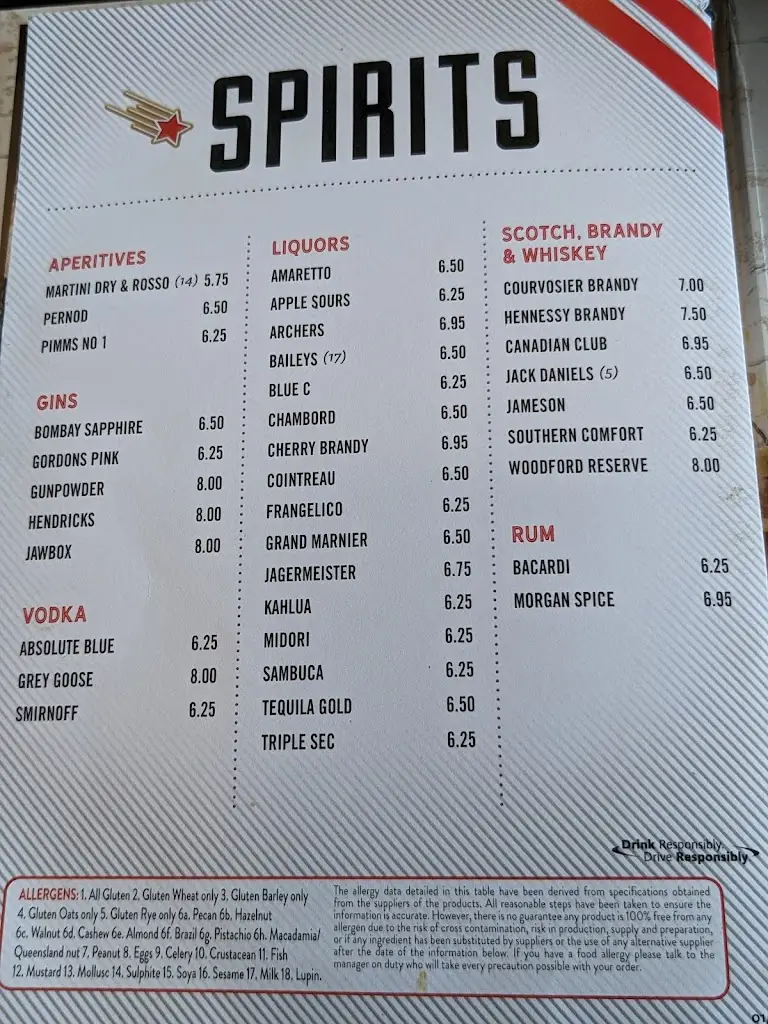 SPIRITS
APERITIVES
MARTINI DRY & ROSSO (14) 5.75
PERNOD 6.50
PIMMS NO 1 6.25
GINS
BOMBAY SAPPHIRE 6.50
GORDONS PINK 6.25
GUNPOWDER 8.00
HENDRICKS 8.00
JAWBOX 8.00
VODKA
ABSOLUTE BLUE 6.25
GREY GOOSE 8.00
SMIRNOFF 6.25
LIQUORS
AMARETTO 6.50
APPLE SOURS 6.25
ARCHERS 6.95
BAILEYS (17) 6.50
BLUE C 6.25
CHAMBORD 6.50
CHERRY BRANDY 6.95
COINTREAU 6.50
FRANGELICO 6.25
GRAND MARNIER 6.50
JAGERMEISTER 6.75
KAHLUA 6.25
MIDORI 6.25
SAMBUCA 6.25
TEQUILA GOLD 6.50
TRIPLE SEC 6.25
SCOTCH, BRANDY
& WHISKEY
COURVOSIER BRANDY 7.00
HENNESSY BRANDY 7.50
CANADIAN CLUB 6.95
JACK DANIELS (5) 6.50
JAMESON 6.50
SOUTHERN COMFORT 6.25
WOODFORD RESERVE 8.00
RUM
BACARDI 6.25
MORGAN SPICE 6.95
Drink Responsibly.
Drive Responsibly.
ALLERGENS: 1. All Gluten 2. Gluten Wheat only 3. Gluten Barley only
4. Gluten Oats only 5. Gluten Rye only 6a. Pecan 6b. Hazelnut
6c. Walnut 6d. Cashew 6e. Almond 6f. Brazil 6g. Pistachio 6h. Macadamia/
Queensland nut 7. Peanut 8. Eggs 9. Celery 10. Crustacean 11. Fish
12. Mustard 13. Mollusc 14. Sulphite 15. Soya 16. Sesame 17. Milk 18. Lupin.
The allergy data detailed in this table have been derived from specifications obtained
from the suppliers of the products. All reasonable steps have been taken to ensure the
information is accurate. However, there is no guarantee any product is 100% free from any
allergen due to the risk of cross contamination, risk in production, supply and preparation,
or if any ingredient has been substituted by suppliers or the use of any alternative supplier
after the date of the information below. If you have a food allergy please talk to the
manager on duty who will take every precaution possible with your order.